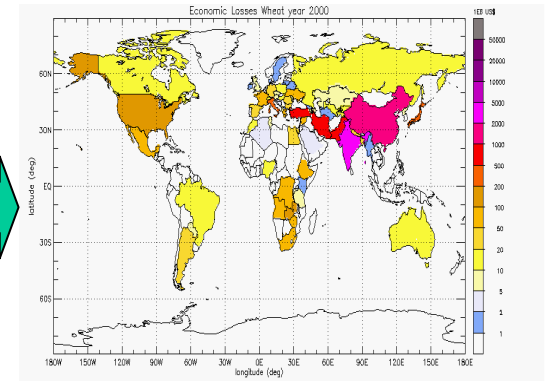 Economic Losses Wheat year 2000
1E8 US$
50000
20000
10000
5000
2000
1000
500
200
100
50
20
10
5
2
1
latitude (deg)
60N
30N
EQ
30S
60S
180W 150W 120W 90W 60W 30W 0E 30E 60E 90E 120E 150E 180E
longitude (deg)